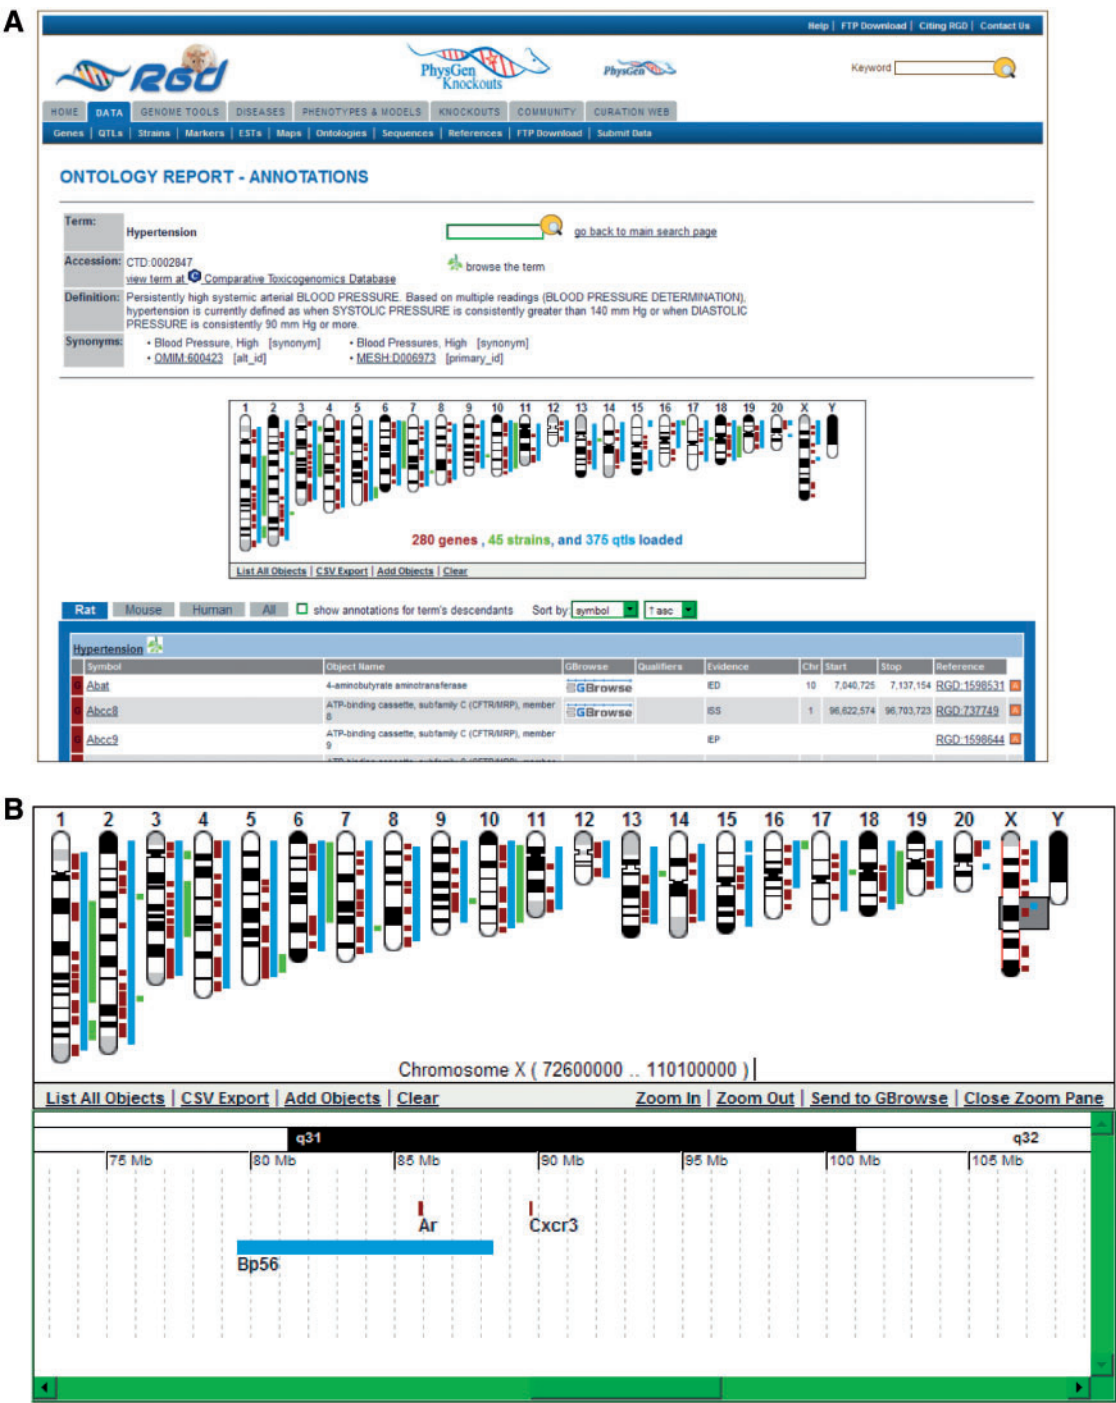 A
Help | FTP Download | Citing RGD | Contact Us
RGD
PhysGen
Knockouts
PhysGen
Keyword
HOME DATA GENOME TOOLS DISEASES PHENOTYPES & MODELS KNOCKOUTS COMMUNITY CURATION WEB
Genes | QTLs | Strains | Markers | ESTs | Maps | Ontologies | Sequences | References | FTP Download | Submit Data
ONTOLOGY REPORT - ANNOTATIONS
Term: Hypertension go back to main search page
Accession: CTD:0002847 browse the term
view term at C Comparative Toxicogenomics Database
Definition: Persistently high systemic arterial BLOOD PRESSURE. Based on multiple readings (BLOOD PRESSURE DETERMINATION),
hypertension is currently defined as when SYSTOLIC PRESSURE is consistently greater than 140 mm Hg or when DIASTOLIC
PRESSURE is consistently 90 mm Hg or more.
Synonyms: • Blood Pressure, High [synonym] • Blood Pressures, High [synonym]
• OMIM:600423 [alt_id] • MESH:D006973 [primary_id]
1 2 3 4 5 6 7 8 9 10 11 12 13 14 15 16 17 18 19 20 X Y
280 genes , 45 strains, and 375 qtls loaded
List All Objects | CSV Export | Add Objects | Clear
Rat Mouse Human All show annotations for term's descendants Sort by: symbol ↑ asc
Hypertension
Symbol Object Name GBrowse Qualifiers Evidence Chr Start Stop Reference
G Abat 4-aminobutyrate aminotransferase GBrowse IED 10 7,040,725 7,137,154 RGD:1598531 A
G Abcc8 ATP-binding cassette, subfamily C (CFTR/MRP), member 8 GBrowse ISS 1 96,622,574 96,703,723 RGD:737749 A
G Abcc9 ATP-binding cassette, subfamily C (CFTR/MRP), member 9 IEP RGD:1598644 A
B
1 2 3 4 5 6 7 8 9 10 11 12 13 14 15 16 17 18 19 20 X Y
Chromosome X ( 72600000 .. 110100000 )
List All Objects | CSV Export | Add Objects | Clear Zoom In | Zoom Out | Send to GBrowse | Close Zoom Pane
q31 q32
75 Mb 80 Mb 85 Mb 90 Mb 95 Mb 100 Mb 105 Mb
Ar Cxcr3
Bp56